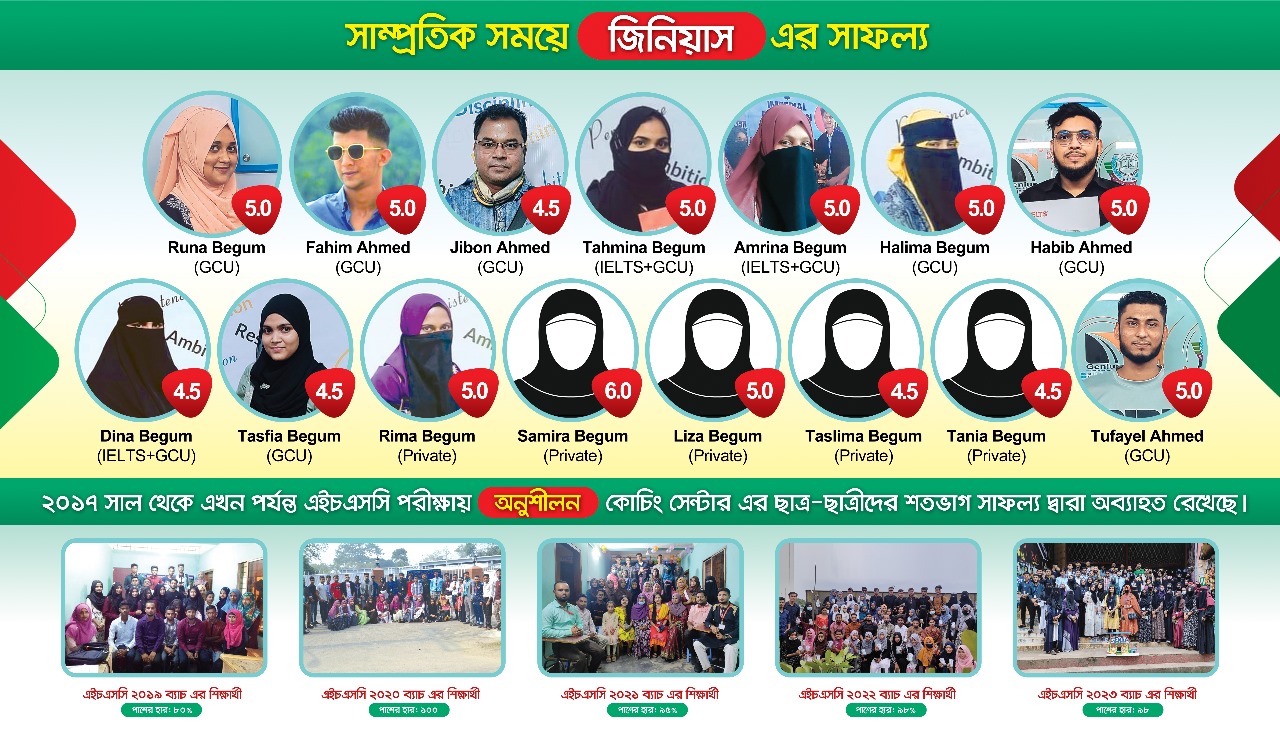 সাম্প্রতিক সময়ে জিনিয়াস এর সাফল্য
5.0 5.0 4.5 5.0 5.0 5.0 5.0
Runa Begum Fahim Ahmed Jibon Ahmed Tahmina Begum Amrina Begum Halima Begum Habib Ahmed
(GCU) (GCU) (GCU) (IELTS+GCU) (IELTS+GCU) (GCU) (GCU)
4.5 4.5 5.0 6.0 5.0 4.5 4.5 5.0
Dina Begum Tasfia Begum Rima Begum Samira Begum Liza Begum Taslima Begum Tania Begum Tufayel Ahmed
(IELTS+GCU) (GCU) (Private) (Private) (Private) (Private) (Private) (GCU)
২০১৭ সাল থেকে এখন পর্যন্ত এইচএসসি পরীক্ষায় অনুশীলন কোচিং সেন্টার এর ছাত্র-ছাত্রীদের শতভাগ সাফল্য দ্বারা অব্যাহত রেখেছে।
এইচএসসি ২০১৯ ব্যাচ এর শিক্ষার্থী এইচএসসি ২০২০ ব্যাচ এর শিক্ষার্থী এইচএসসি ২০২১ ব্যাচ এর শিক্ষার্থী এইচএসসি ২০২২ ব্যাচ এর শিক্ষার্থী এইচএসসি ২০২৩ ব্যাচ এর শিক্ষার্থী
পাশের হার: ৮০% পাশের হার: ১০০ পাশের হার: ৯৫% পাশের হার: ৯৮% পাশের হার: ৯৮